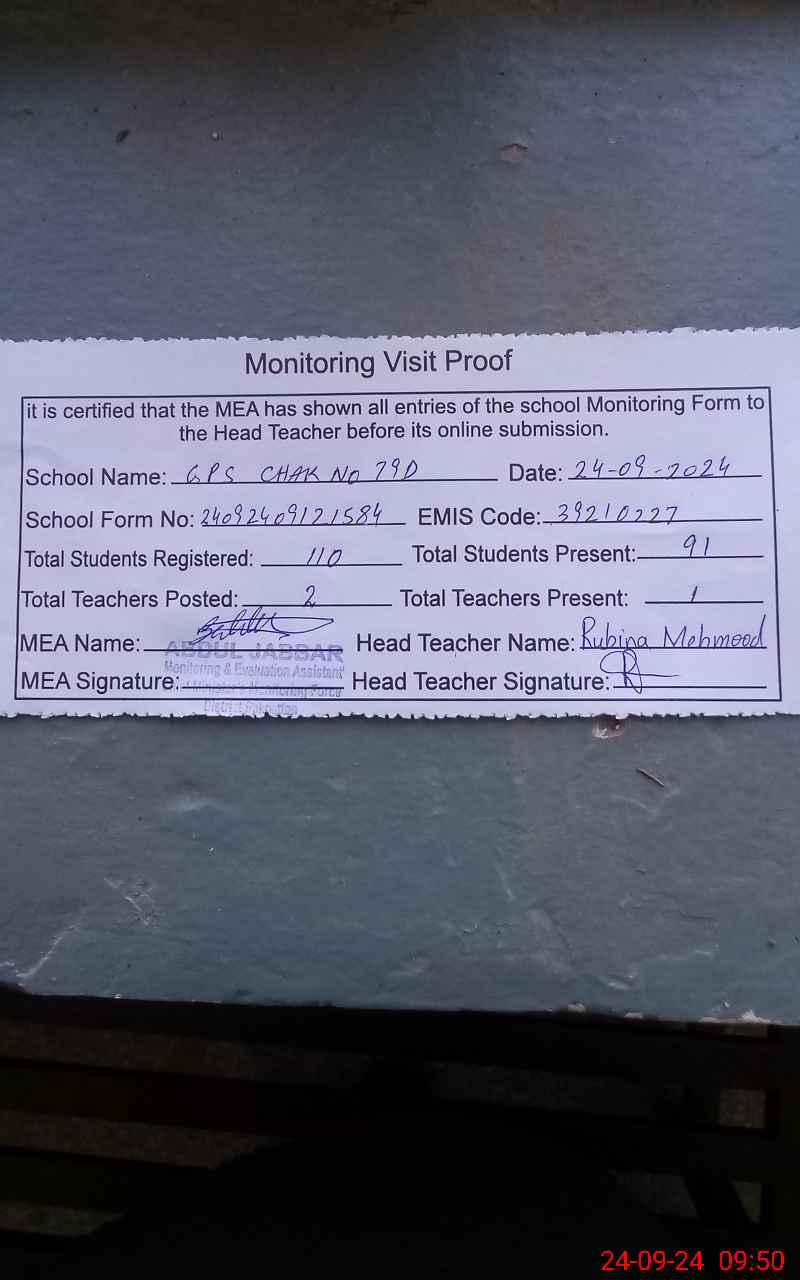 Monitoring Visit Proof
it is certified that the MEA has shown all entries of the school Monitoring Form to
the Head Teacher before its online submission.
School Name: GPS CHAK No 79D Date: 24-09-2024
School Form No: 24092409121584 EMIS Code: 39210227
Total Students Registered: 110 Total Students Present: 91
Total Teachers Posted: 2 Total Teachers Present: 1
MEA Name: ABDUL JABBAR Head Teacher Name: Rubina Mehmood
Monitoring & Evaluation Assistant
MEA Signature: Monitoring Force Head Teacher Signature:
District
24-09-24 09:50